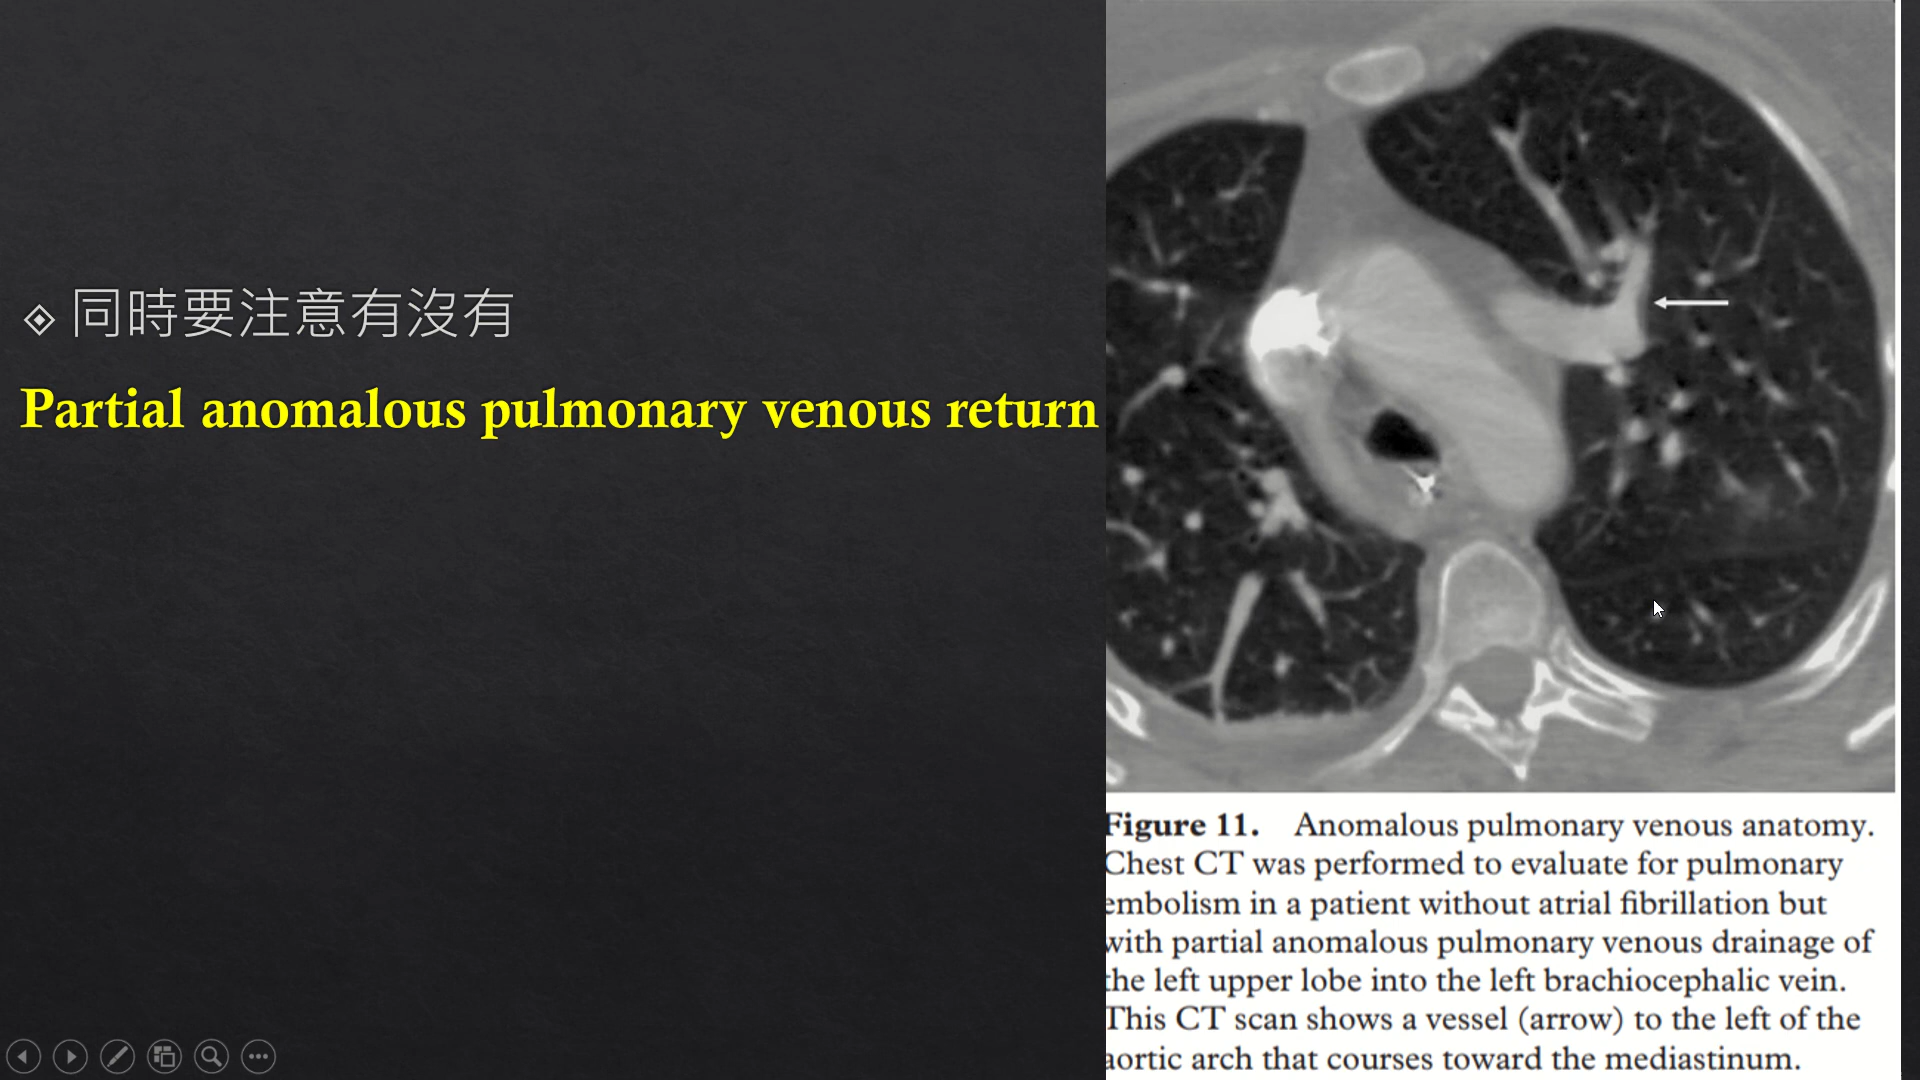 同時要注意有沒有
Partial anomalous pulmonary venous return
Figure 11. Anomalous pulmonary venous anatomy.
Chest CT was performed to evaluate for pulmonary
embolism in a patient without atrial fibrillation but
with partial anomalous pulmonary venous drainage of
the left upper lobe into the left brachiocephalic vein.
This CT scan shows a vessel (arrow) to the left of the
aortic arch that courses toward the mediastinum.